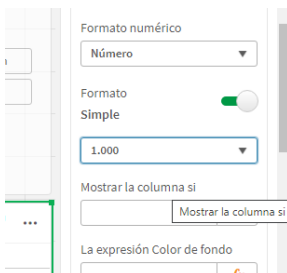 Formato numérico
Número
Formato
Simple
1.000
Mostrar la columna si
Mostrar la columna si
La expresión Color de fondo